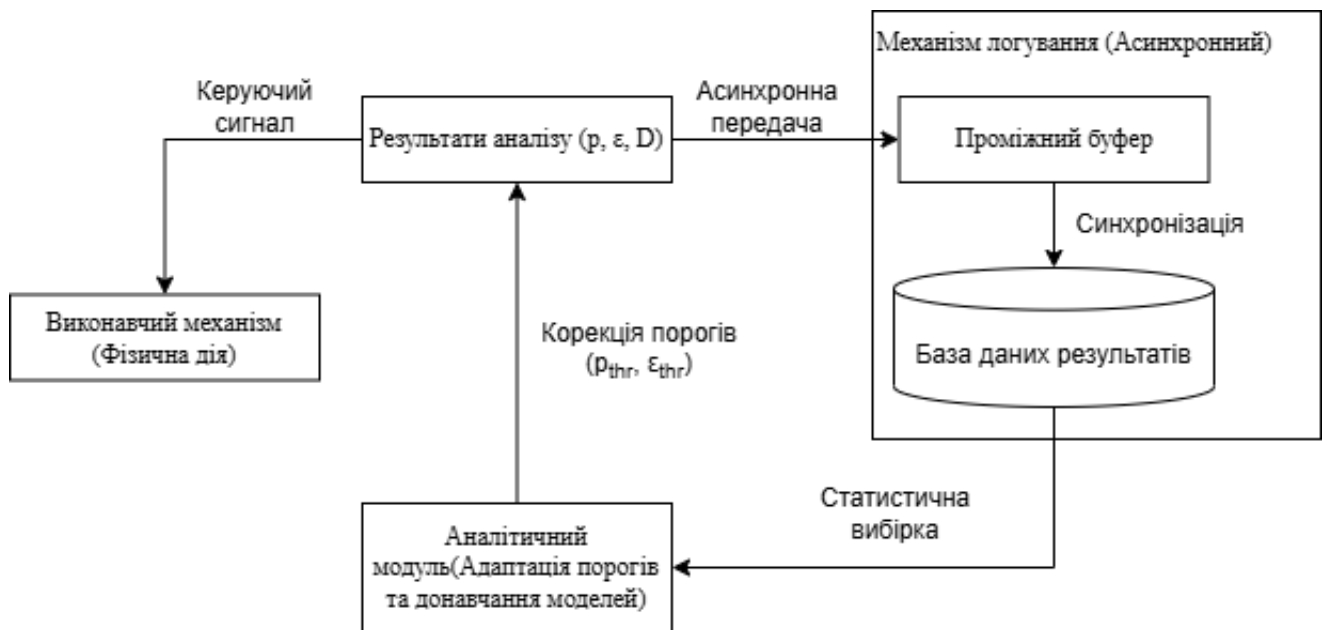 Механізм логування (Асинхронний)
Керуючий
сигнал
Результати аналізу (p, ε, D)
Асинхронна
передача
Проміжний буфер
Синхронізація
Виконавчий механізм
(Фізична дія)
Корекція порогів
(pthr, εthr)
База даних результатів
Статистична
вибірка
Аналітичний
модуль(Адаптація порогів
та донавчання моделей)